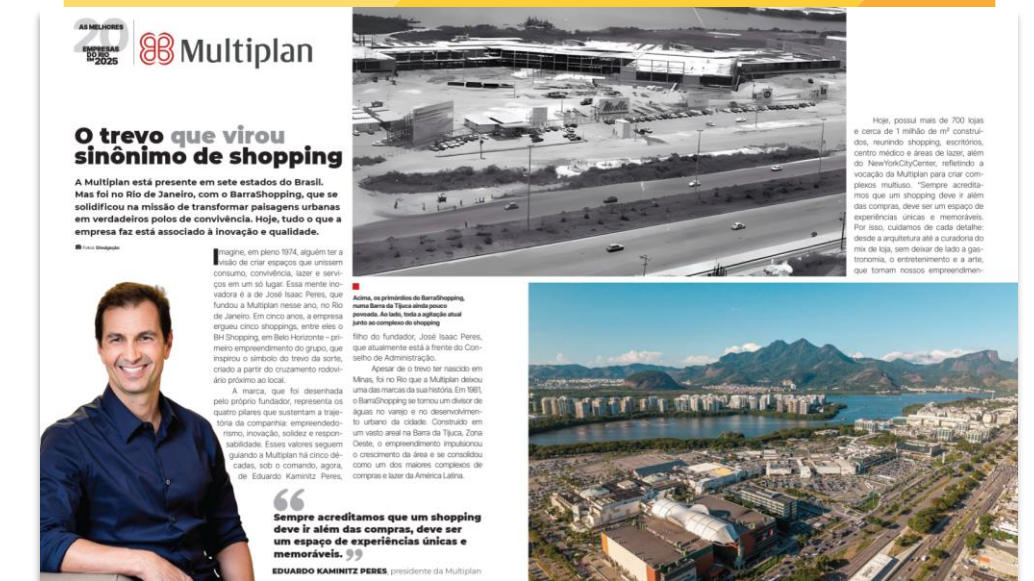 AS MELHORES
20
EMPRESAS
DO RIO
EM 2025
Multiplan
O trevo que virou
sinônimo de shopping
A Multiplan está presente em sete estados do Brasil.
Mas foi no Rio de Janeiro, com o BarraShopping, que se
solidificou na missão de transformar paisagens urbanas
em verdadeiros polos de convivência. Hoje, tudo o que a
empresa faz está associado à inovação e qualidade.
Fotos: Divulgação
Imagine, em pleno 1974, alguém ter a
visão de criar espaços que unissem
consumo, convivência, lazer e servi-
ços em um só lugar. Essa mente ino-
vadora é a de José Isaac Peres, que
fundou a Multiplan nesse ano, no Rio
de Janeiro. Em cinco anos, a empresa
ergueu cinco shoppings, entre eles o
BH Shopping, em Belo Horizonte – pri-
meiro empreendimento do grupo, que
inspirou o símbolo do trevo da sorte,
criado a partir do cruzamento rodovi-
ário próximo ao local.
A marca, que foi desenhada
pelo próprio fundador, representa os
quatro pilares que sustentam a traje-
tória da companhia: empreendedo-
rismo, inovação, solidez e respon-
sabilidade. Esses valores seguem
guiando a Multiplan há cinco dé-
cadas, sob o comando, agora,
de Eduardo Kaminitz Peres,
Acima, os primórdios do BarraShopping,
numa Barra da Tijuca ainda pouco
povoada. Ao lado, toda a agitação atual
junto ao complexo do shopping
filho do fundador, José Isaac Peres,
que atualmente está a frente do Con-
selho de Administração.
Apesar de o trevo ter nascido em
Minas, foi no Rio que a Multiplan deixou
uma das marcas da sua história. Em 1981,
o BarraShopping se tornou um divisor de
águas no varejo e no desenvolvimen-
to urbano da cidade. Construído em
um vasto areal na Barra da Tijuca, Zona
Oeste, o empreendimento impulsionou
o crescimento da área e se consolidou
como um dos maiores complexos de
compras e lazer da América Latina.
“
Sempre acreditamos que um shopping
deve ir além das compras, deve ser
um espaço de experiências únicas e
memoráveis. ”
EDUARDO KAMINITZ PERES, presidente da Multiplan
Hoje, possui mais de 700 lojas
e cerca de 1 milhão de m² construí-
dos, reunindo shopping, escritórios,
centro médico e áreas de lazer, além
do NewYorkCityCenter, refletindo a
vocação da Multiplan para criar com-
plexos multiuso. “Sempre acredita-
mos que um shopping deve ir além
das compras, deve ser um espaço de
experiências únicas e memoráveis.
Por isso, cuidamos de cada detalhe:
desde a arquitetura até a curadoria do
mix de loja, sem deixar de lado a gas-
tronomia, o entretenimento e a arte,
que tornam nossos empreendimen-